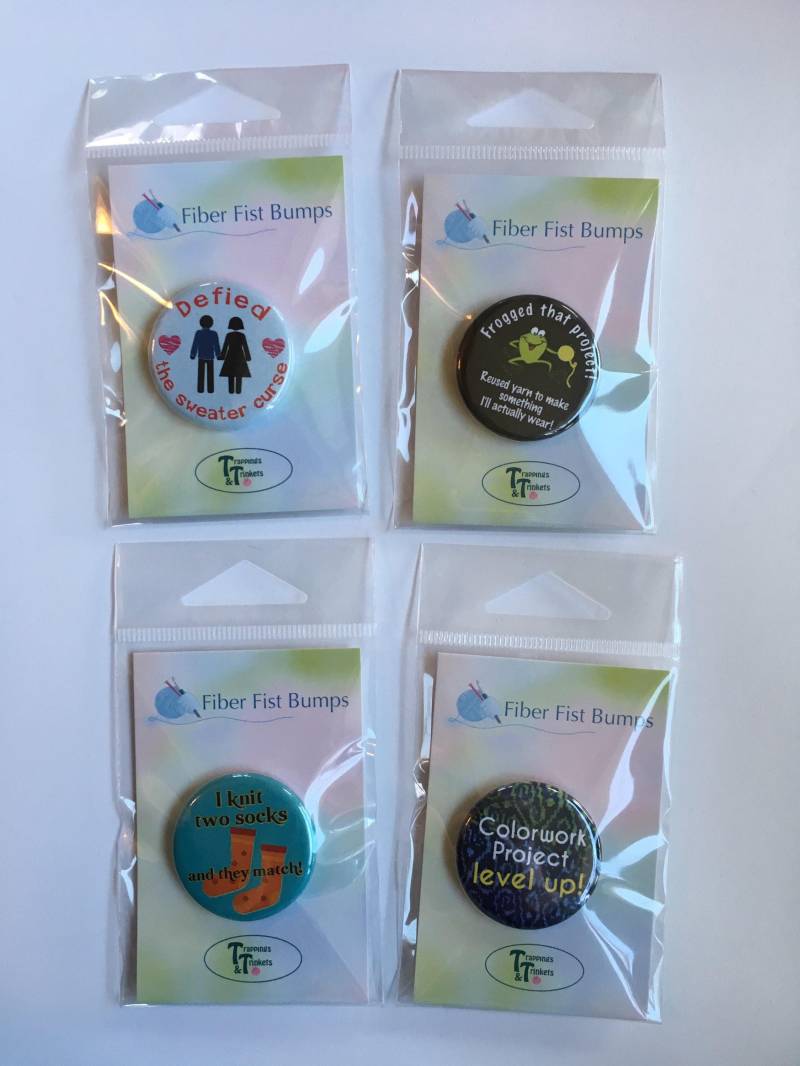 Fiber Fist Bumps
Defied
the sweater curse
Trappings
& Trinkets
Fiber Fist Bumps
Frogged that project!
Reused yarn to make
something
I'll actually wear!
Trappings
& Trinkets
Fiber Fist Bumps
I knit
two socks
and they match!
Trappings
& Trinkets
Fiber Fist Bumps
Colorwork
Project
level up!
Trappings
& Trinkets